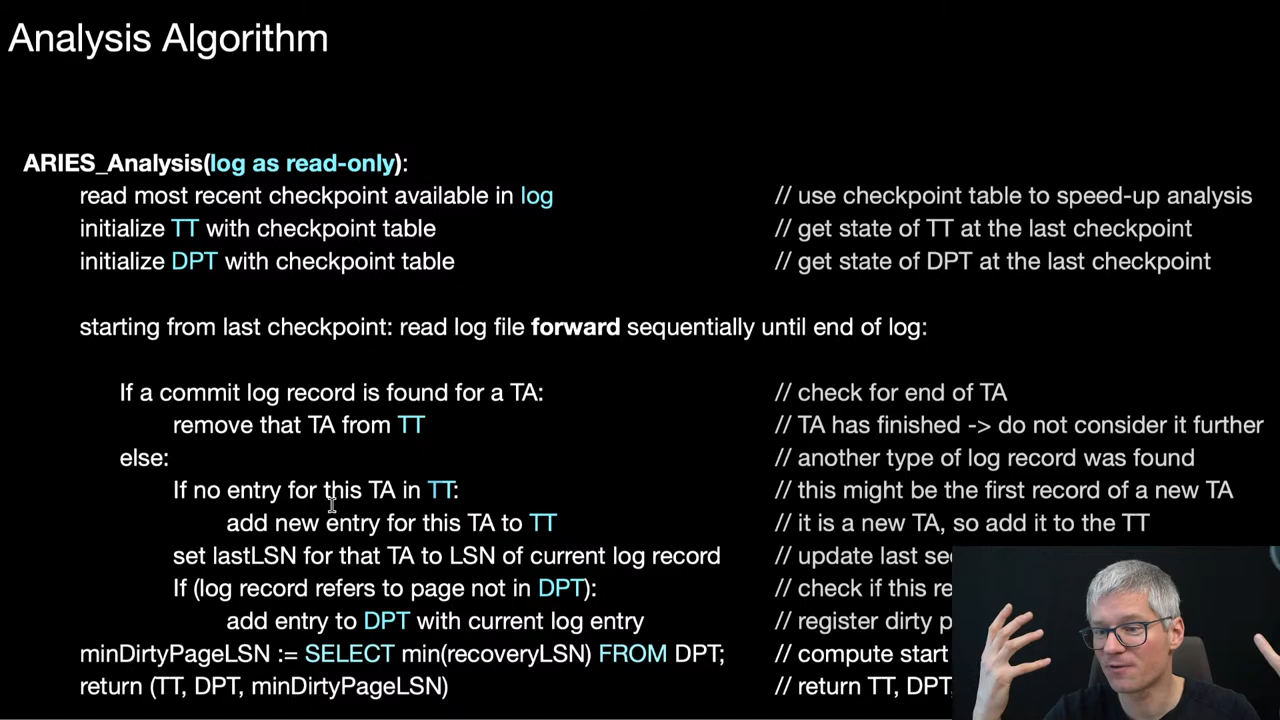 Analysis Algorithm
ARIES_Analysis(log as read-only):
read most recent checkpoint available in log // use checkpoint table to speed-up analysis
initialize TT with checkpoint table // get state of TT at the last checkpoint
initialize DPT with checkpoint table // get state of DPT at the last checkpoint
starting from last checkpoint: read log file forward sequentially until end of log:
If a commit log record is found for a TA: // check for end of TA
remove that TA from TT // TA has finished -> do not consider it further
else: // another type of log record was found
If no entry for this TA in TT: // this might be the first record of a new TA
add new entry for this TA to TT // it is a new TA, so add it to the TT
set lastLSN for that TA to LSN of current log record // update last
If (log record refers to page not in DPT): // check if this
add entry to DPT with current log entry // register dirty
minDirtyPageLSN := SELECT min(recoveryLSN) FROM DPT; // compute start
return (TT, DPT, minDirtyPageLSN) // return TT, DPT,